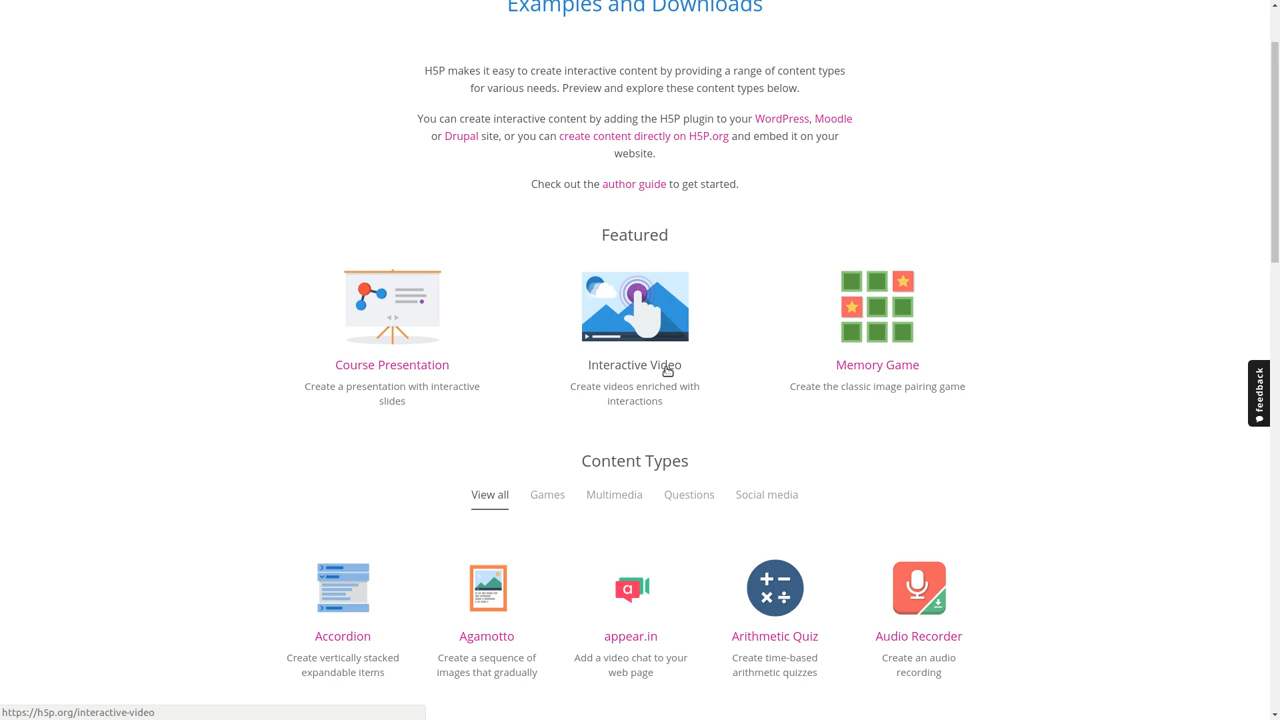 Examples and Downloads
H5P makes it easy to create interactive content by providing a range of content types
for various needs. Preview and explore these content types below.
You can create interactive content by adding the H5P plugin to your WordPress, Moodle
or Drupal site, or you can create content directly on H5P.org and embed it on your
website.
Check out the author guide to get started.
Featured
Course Presentation
Create a presentation with interactive
slides
Interactive Video
Create videos enriched with
interactions
Memory Game
Create the classic image pairing game
feedback
Content Types
View all Games Multimedia Questions Social media
Accordion
Create vertically stacked
expandable items
Agamotto
Create a sequence of
images that gradually
a
appear.in
Add a video chat to your
web page
Arithmetic Quiz
Create time-based
arithmetic quizzes
Audio Recorder
Create an audio
recording
https://h5p.org/interactive-video